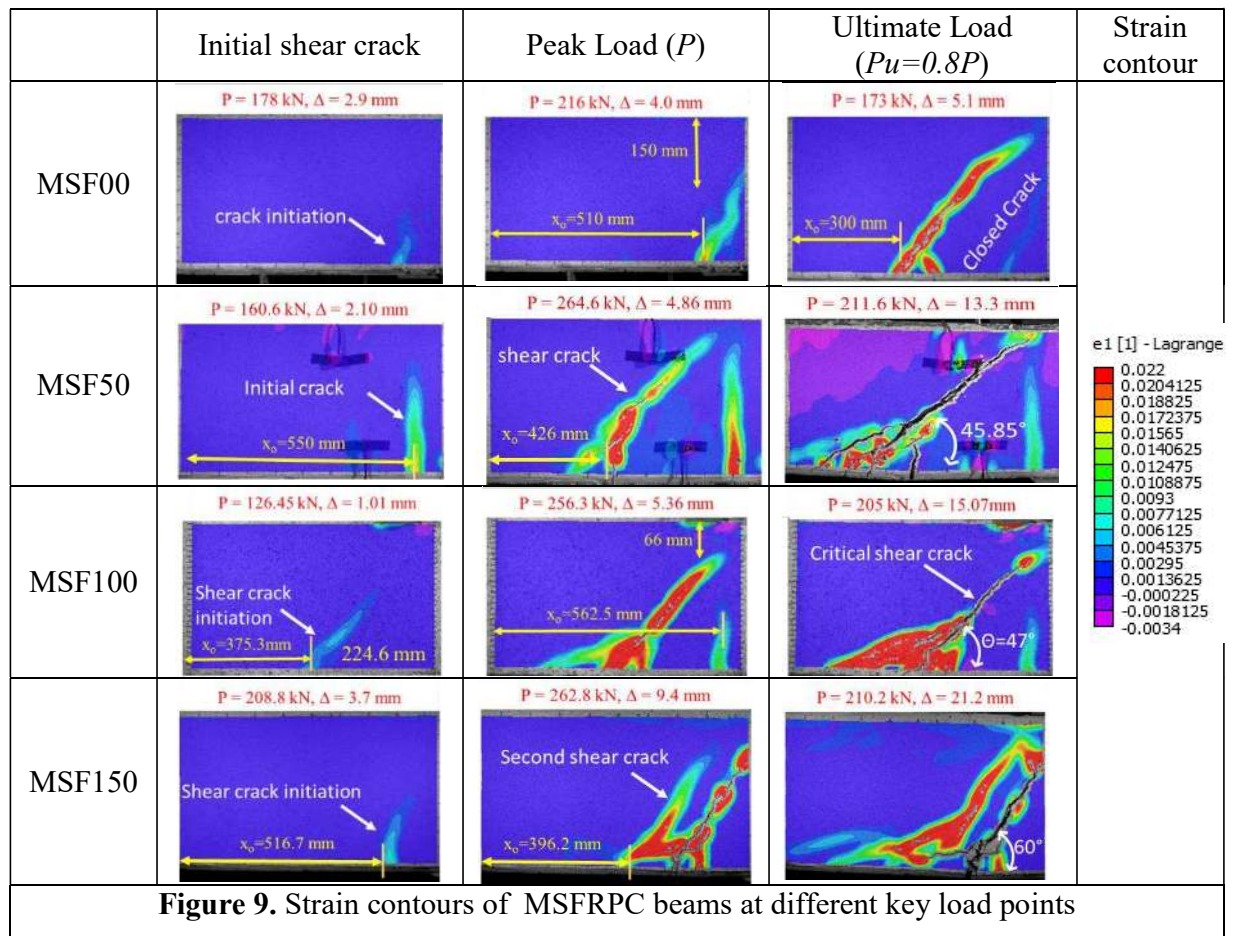 Initial shear crack
Peak Load (P)
Ultimate Load
(Pu=0.8P)
Strain
contour
MSF00
P = 178 kN, Δ = 2.9 mm
crack initiation
P = 216 kN, Δ = 4.0 mm
150 mm
xₒ=510 mm
P = 173 kN, Δ = 5.1 mm
xₒ=300 mm
Closed Crack
MSF50
P = 160.6 kN, Δ = 2.10 mm
Initial crack
xₒ=550 mm
P = 264.6 kN, Δ = 4.86 mm
shear crack
xₒ=426 mm
P = 211.6 kN, Δ = 13.3 mm
45.85°
MSF100
P = 126.45 kN, Δ = 1.01 mm
Shear crack
initiation
xₒ=375.3mm
224.6 mm
P = 256.3 kN, Δ = 5.36 mm
66 mm
xₒ=562.5 mm
P = 205 kN, Δ = 15.07mm
Critical shear crack
Θ=47°
MSF150
P = 208.8 kN, Δ = 3.7 mm
Shear crack initiation
xₒ=516.7 mm
P = 262.8 kN, Δ = 9.4 mm
Second shear crack
xₒ=396.2 mm
P = 210.2 kN, Δ = 21.2 mm
60°
e1 [1] - Lagrange
0.022
0.0204125
0.018825
0.0172375
0.01565
0.0140625
0.012475
0.0108875
0.0093
0.0077125
0.006125
0.0045375
0.00295
0.0013625
-0.000225
-0.0018125
-0.0034
Figure 9. Strain contours of MSFRPC beams at different key load points